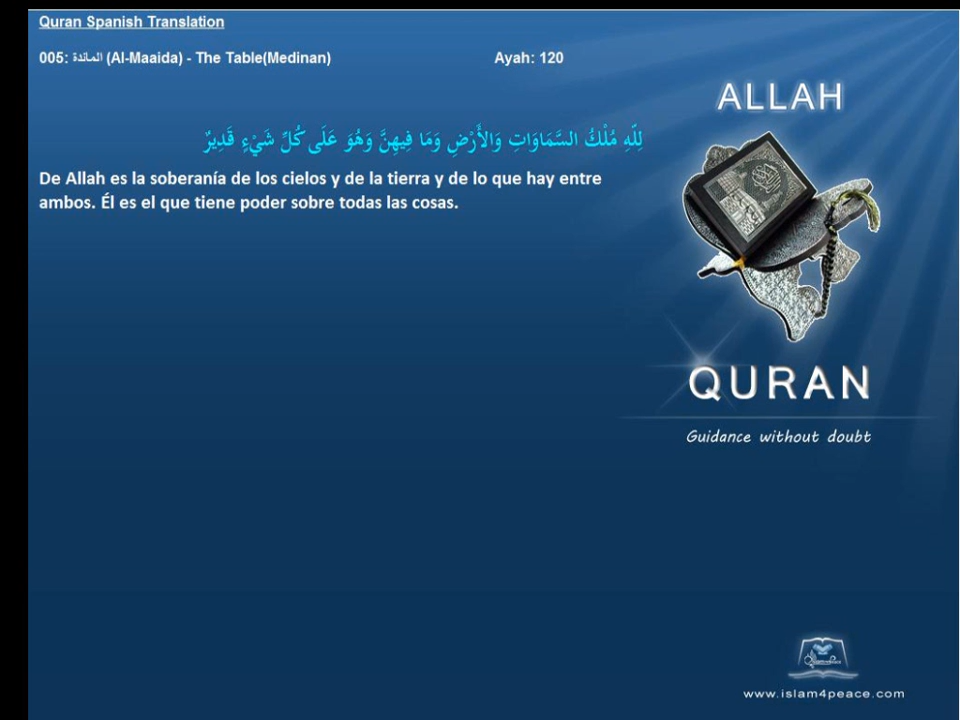 Quran Spanish Translation
005: المائدة (Al-Maaida) - The Table(Medinan) Ayah: 120
ALLAH
لِلّهِ مُلْكُ السَّمَاوَاتِ وَالأَرْضِ وَمَا فِيهِنَّ وَهُوَ عَلَى كُلِّ شَيْءٍ قَدِيرٌ
De Allah es la soberanía de los cielos y de la tierra y de lo que hay entre
ambos. Él es el que tiene poder sobre todas las cosas.
QURAN
Guidance without doubt
www.islam4peace.com